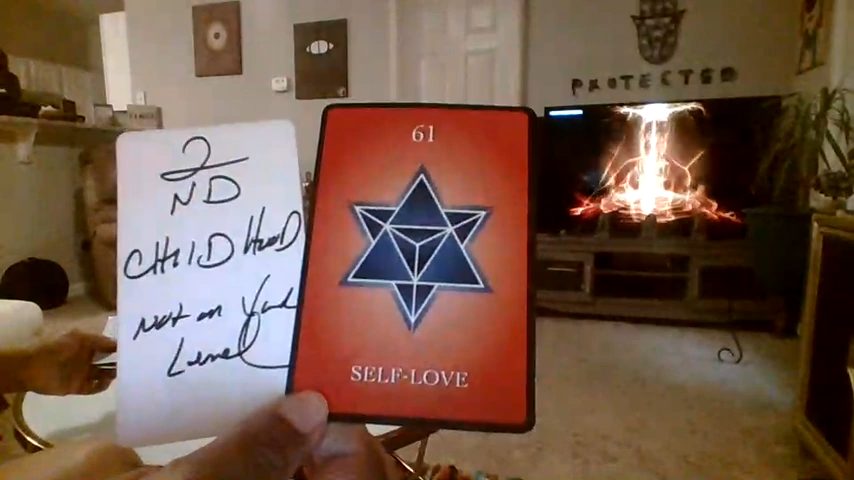 2
ND
CHILDHOOD
Not on Your
Level
61
SELF-LOVE
PROTECTED